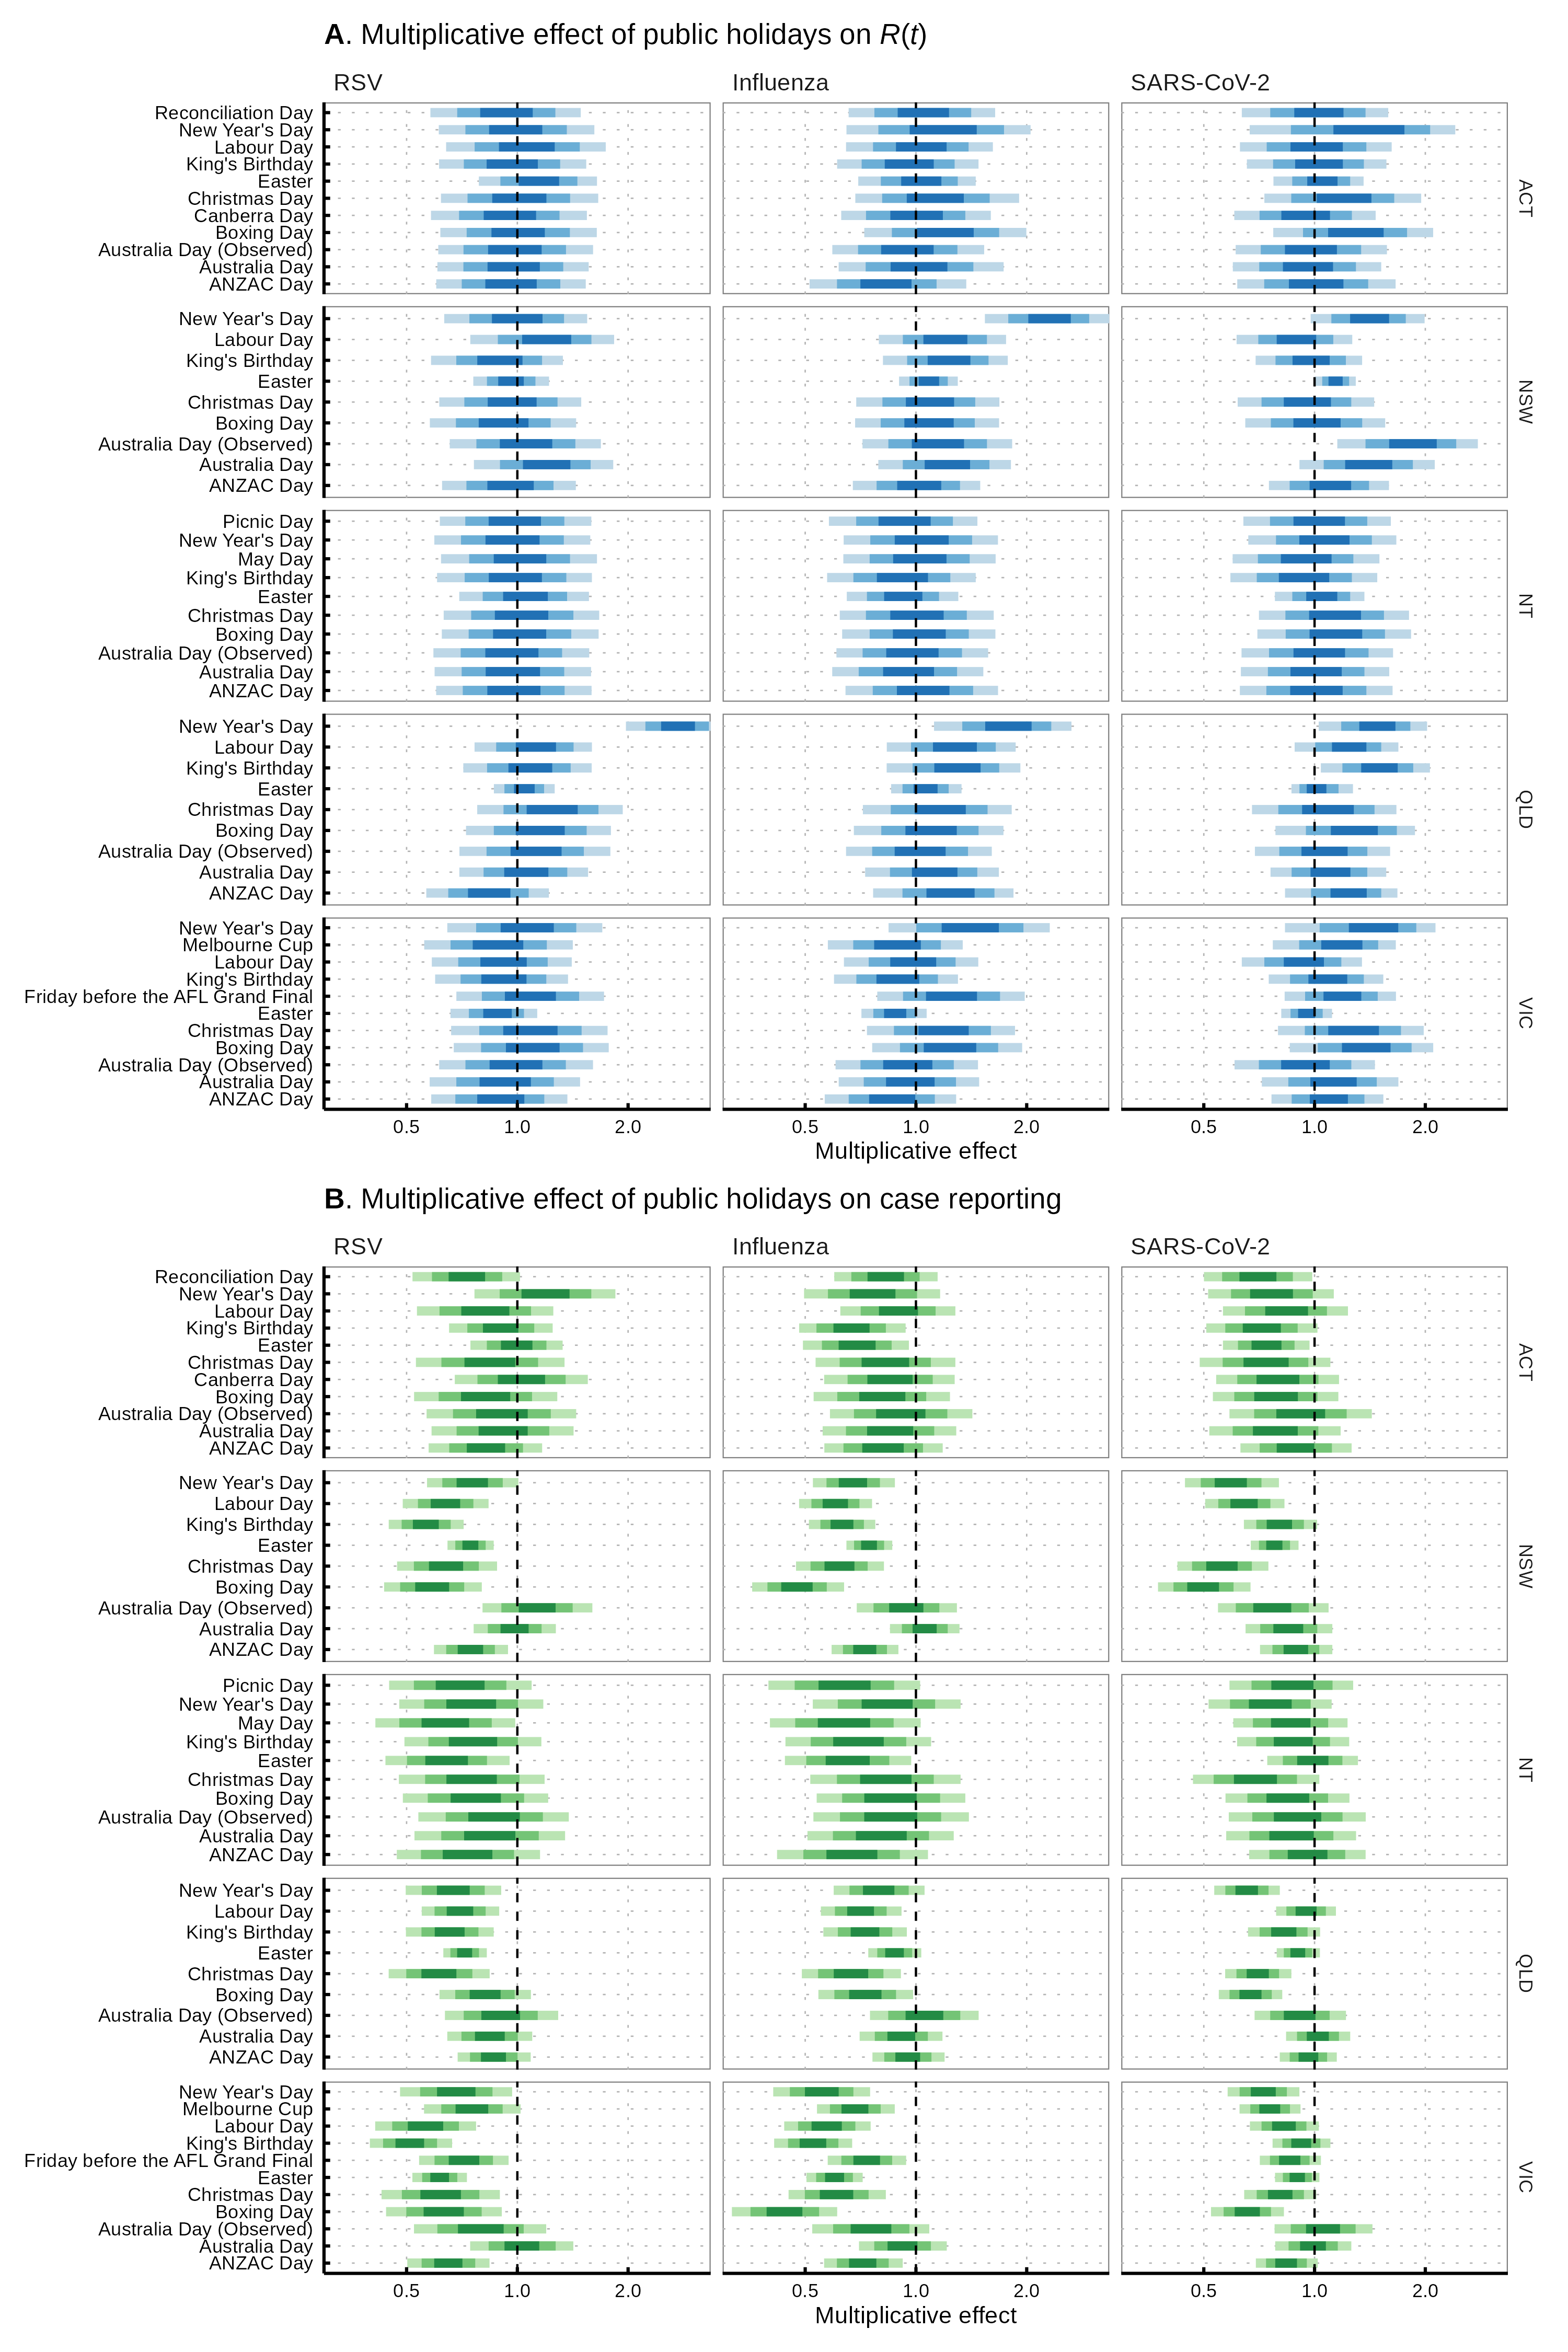 A. Multiplicative effect of public holidays on R(t)
RSV Influenza SARS-CoV-2
Reconciliation Day
New Year's Day
Labour Day
King's Birthday
Easter
Christmas Day
Canberra Day
Boxing Day
Australia Day (Observed)
Australia Day
ANZAC Day
ACT
New Year's Day
Labour Day
King's Birthday
Easter
Christmas Day
Boxing Day
Australia Day (Observed)
Australia Day
ANZAC Day
NSW
Picnic Day
New Year's Day
May Day
King's Birthday
Easter
Christmas Day
Boxing Day
Australia Day (Observed)
Australia Day
ANZAC Day
NT
New Year's Day
Labour Day
King's Birthday
Easter
Christmas Day
Boxing Day
Australia Day (Observed)
Australia Day
ANZAC Day
QLD
New Year's Day
Melbourne Cup
Labour Day
King's Birthday
Friday before the AFL Grand Final
Easter
Christmas Day
Boxing Day
Australia Day (Observed)
Australia Day
ANZAC Day
VIC
0.5 1.0 2.0 0.5 1.0 2.0 0.5 1.0 2.0
Multiplicative effect
B. Multiplicative effect of public holidays on case reporting
RSV Influenza SARS-CoV-2
Reconciliation Day
New Year's Day
Labour Day
King's Birthday
Easter
Christmas Day
Canberra Day
Boxing Day
Australia Day (Observed)
Australia Day
ANZAC Day
ACT
New Year's Day
Labour Day
King's Birthday
Easter
Christmas Day
Boxing Day
Australia Day (Observed)
Australia Day
ANZAC Day
NSW
Picnic Day
New Year's Day
May Day
King's Birthday
Easter
Christmas Day
Boxing Day
Australia Day (Observed)
Australia Day
ANZAC Day
NT
New Year's Day
Labour Day
King's Birthday
Easter
Christmas Day
Boxing Day
Australia Day (Observed)
Australia Day
ANZAC Day
QLD
New Year's Day
Melbourne Cup
Labour Day
King's Birthday
Friday before the AFL Grand Final
Easter
Christmas Day
Boxing Day
Australia Day (Observed)
Australia Day
ANZAC Day
VIC
0.5 1.0 2.0 0.5 1.0 2.0 0.5 1.0 2.0
Multiplicative effect